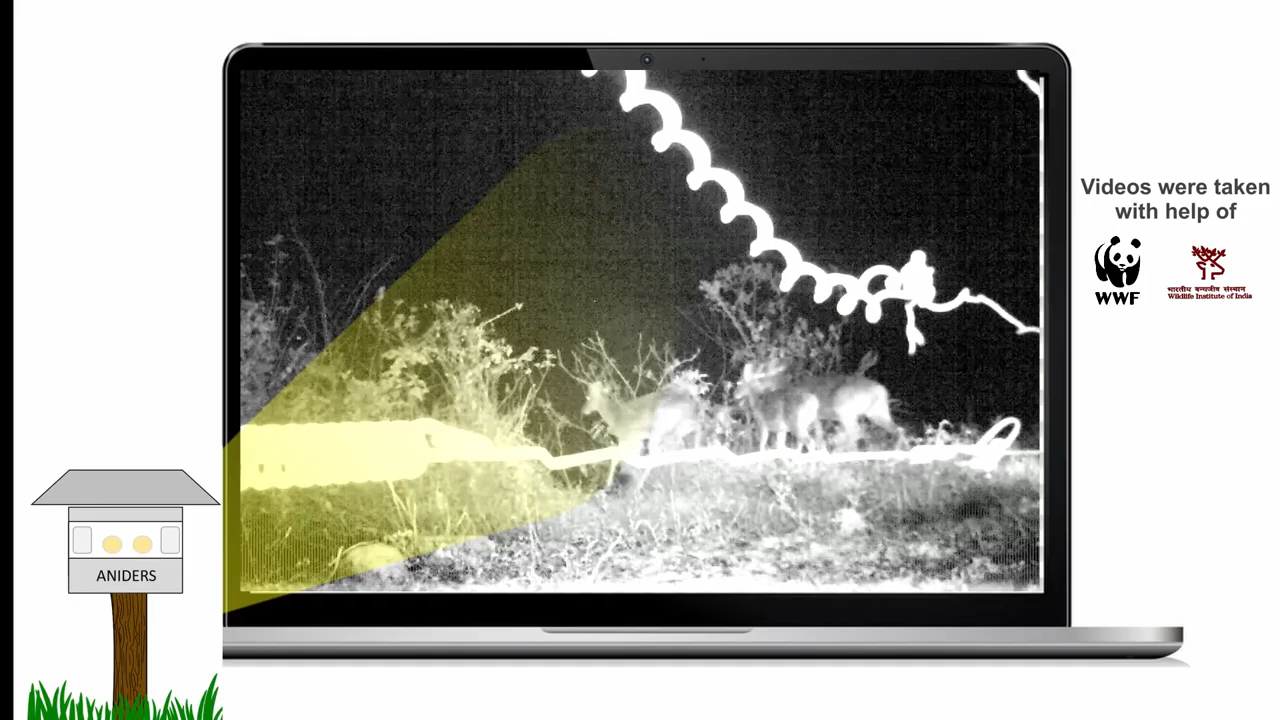 Videos were taken
with help of
WWF
भारतीय वन्यजीव संस्थान
Wildlife Institute of India
ANIDERS